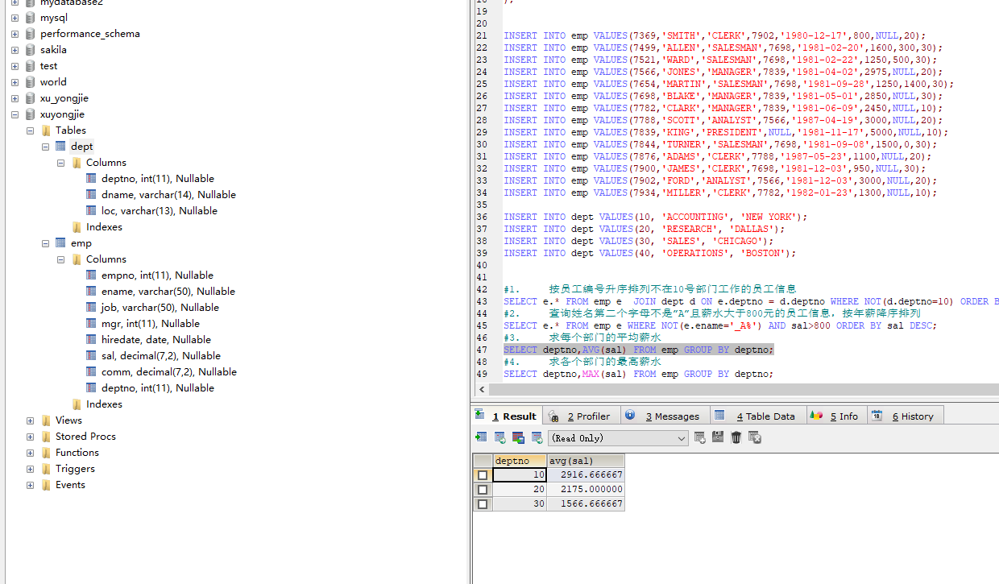 mydatabase2
mysql
performance_schema
sakila
test
world
xu_yongjie
xuyongjie
Tables
dept
Columns
deptno, int(11), Nullable
dname, varchar(14), Nullable
loc, varchar(13), Nullable
Indexes
emp
Columns
empno, int(11), Nullable
ename, varchar(50), Nullable
job, varchar(50), Nullable
mgr, int(11), Nullable
hiredate, date, Nullable
sal, decimal(7,2), Nullable
comm, decimal(7,2), Nullable
deptno, int(11), Nullable
Indexes
Views
Stored Procs
Functions
Triggers
Events
18 );
19
20
21 INSERT INTO emp VALUES(7369,'SMITH','CLERK',7902,'1980-12-17',800,NULL,20);
22 INSERT INTO emp VALUES(7499,'ALLEN','SALESMAN',7698,'1981-02-20',1600,300,30);
23 INSERT INTO emp VALUES(7521,'WARD','SALESMAN',7698,'1981-02-22',1250,500,30);
24 INSERT INTO emp VALUES(7566,'JONES','MANAGER',7839,'1981-04-02',2975,NULL,20);
25 INSERT INTO emp VALUES(7654,'MARTIN','SALESMAN',7698,'1981-09-28',1250,1400,30);
26 INSERT INTO emp VALUES(7698,'BLAKE','MANAGER',7839,'1981-05-01',2850,NULL,30);
27 INSERT INTO emp VALUES(7782,'CLARK','MANAGER',7839,'1981-06-09',2450,NULL,10);
28 INSERT INTO emp VALUES(7788,'SCOTT','ANALYST',7566,'1987-04-19',3000,NULL,20);
29 INSERT INTO emp VALUES(7839,'KING','PRESIDENT',NULL,'1981-11-17',5000,NULL,10);
30 INSERT INTO emp VALUES(7844,'TURNER','SALESMAN',7698,'1981-09-08',1500,0,30);
31 INSERT INTO emp VALUES(7876,'ADAMS','CLERK',7788,'1987-05-23',1100,NULL,20);
32 INSERT INTO emp VALUES(7900,'JAMES','CLERK',7698,'1981-12-03',950,NULL,30);
33 INSERT INTO emp VALUES(7902,'FORD','ANALYST',7566,'1981-12-03',3000,NULL,20);
34 INSERT INTO emp VALUES(7934,'MILLER','CLERK',7782,'1982-01-23',1300,NULL,10);
35
36 INSERT INTO dept VALUES(10, 'ACCOUNTING', 'NEW YORK');
37 INSERT INTO dept VALUES(20, 'RESEARCH', 'DALLAS');
38 INSERT INTO dept VALUES(30, 'SALES', 'CHICAGO');
39 INSERT INTO dept VALUES(40, 'OPERATIONS', 'BOSTON');
40
41
42 #1. 按员工编号升序排列不在10号部门工作的员工信息
43 SELECT e.* FROM emp e JOIN dept d ON e.deptno = d.deptno WHERE NOT(d.deptno=10) ORDER B
44 #2. 查询姓名第二个字母不是”A”且薪水大于800元的员工信息，按年薪降序排列
45 SELECT e.* FROM emp e WHERE NOT(e.ename='_A%') AND sal>800 ORDER BY sal DESC;
46 #3. 求每个部门的平均薪水
47 SELECT deptno,AVG(sal) FROM emp GROUP BY deptno;
48 #4. 求各个部门的最高薪水
49 SELECT deptno,MAX(sal) FROM emp GROUP BY deptno;
1 Result 2 Profiler 3 Messages 4 Table Data 5 Info 6 History
(Read Only)
deptno avg(sal)
10 2916.666667
20 2175.000000
30 1566.666667